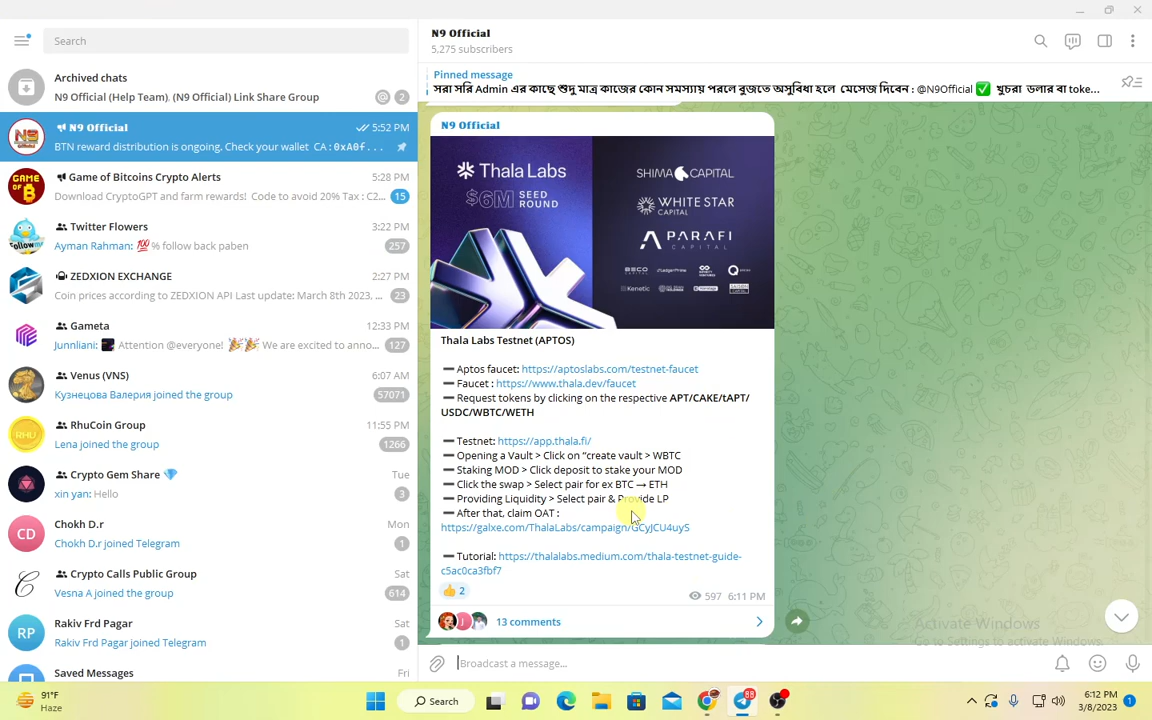 Search
Archived chats
N9 Official (Help Team), (N9 Official) Link Share Group
@ 2
N9 Official
5:52 PM
BTN reward distribution is ongoing. Check your wallet CA:0xA0f...
Game of Bitcoins Crypto Alerts
5:28 PM
Download CryptoGPT and farm rewards! Code to avoid 20% Tax : C2...
15
Twitter Flowers
3:22 PM
Ayman Rahman: 💯 % follow back paben
257
ZEDXION EXCHANGE
2:27 PM
Coin prices according to ZEDXION API Last update: March 8th 2023, ...
23
Gameta
12:33 PM
Junnliani: Attention @everyone! 🎉🎉 We are excited to anno...
127
Venus (VNS)
6:07 AM
Кузнецова Валерия joined the group
57071
RHU
RhuCoin Group
11:55 PM
Lena joined the group
1266
Crypto Gem Share 💎
Tue
xin yan: Hello
3
CD
Chokh D.r
Mon
Chokh D.r joined Telegram
1
Crypto Calls Public Group
Sat
Vesna A joined the group
614
RP
Rakiv Frd Pagar
Sat
Rakiv Frd Pagar joined Telegram
1
Saved Messages
Fri
N9 Official
5,275 subscribers
Pinned message
সরা সরি Admin এর কাছে শুদু মাত্র কাজের কোন সমস্যায় পরলে বুজতে অসুবিধা হলে মেসেজ দিবেন : @N9Official ✅ খুচরা ডলার বা toke...
N9 Official
Thala Labs
$6M SEED
ROUND
SHIMA CAPITAL
WHITE STAR
CAPITAL
PARAFI
CAPITAL
Kenetic
Thala Labs Testnet (APTOS)
➖Aptos faucet: https://aptoslabs.com/testnet-faucet
➖Faucet : https://www.thala.dev/faucet
➖Request tokens by clicking on the respective APT/CAKE/tAPT/
USDC/WBTC/WETH
➖Testnet: https://app.thala.fi/
➖Opening a Vault > Click on “create vault > WBTC
➖Staking MOD > Click deposit to stake your MOD
➖Click the swap > Select pair for ex BTC → ETH
➖Providing Liquidity > Select pair & Provide LP
➖After that, claim OAT :
https://galxe.com/ThalaLabs/campaign/GCyJCU4uyS
➖Tutorial: https://thalalabs.medium.com/thala-testnet-guide-
c5ac0ca3fbf7
👍 2
597 6:11 PM
13 comments
Activate Windows
Go to Settings to activate Windows.
Broadcast a message...
91°F
Haze
Search
88
6:12 PM
3/8/2023
1